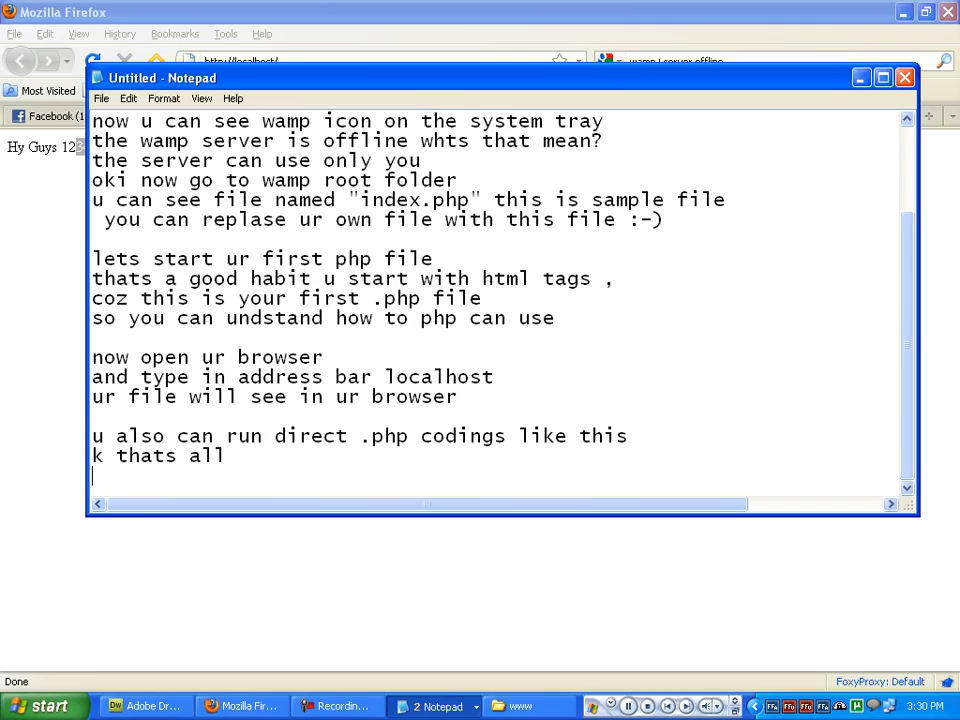 Mozilla Firefox
File Edit View History Bookmarks Tools Help
http://localhost/
Most Visited
Facebook (1
Hy Guys 123
Untitled - Notepad
File Edit Format View Help
now u can see wamp icon on the system tray
the wamp server is offline whts that mean?
the server can use only you
oki now go to wamp root folder
u can see file named "index.php" this is sample file
you can replase ur own file with this file :-)
lets start ur first php file
thats a good habit u start with html tags ,
coz this is your first .php file
so you can undstand how to php can use
now open ur browser
and type in address bar localhost
ur file will see in ur browser
u also can run direct .php codings like this
k thats all
Done
FoxyProxy: Default
start
Adobe Dr...
Mozilla Fir...
Recordin...
2 Notepad
www
3:30 PM